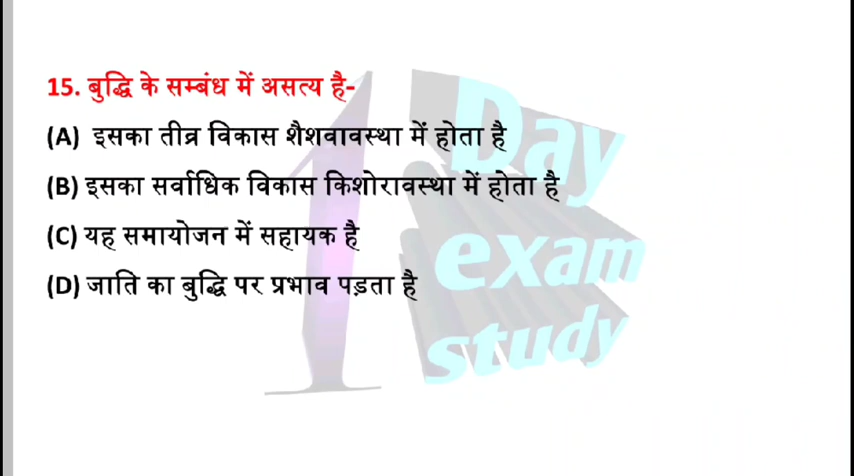 15. बुद्धि के सम्बंध में असत्य है-
(A) इसका तीव्र विकास शैशवावस्था में होता है
(B) इसका सर्वाधिक विकास किशोरावस्था में होता है
(C) यह समायोजन में सहायक है
(D) जाति का बुद्धि पर प्रभाव पड़ता है
1 Day
exam
study